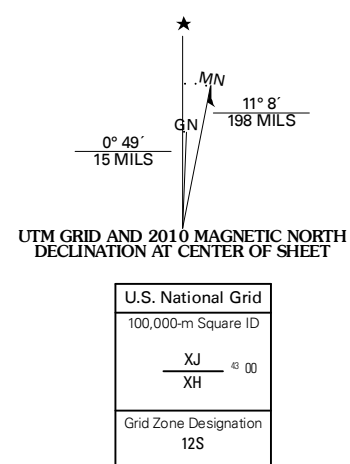 ★
MN
GN
11° 8´
198 MILS
0° 49´
15 MILS
UTM GRID AND 2010 MAGNETIC NORTH
DECLINATION AT CENTER OF SHEET
U.S. National Grid
100,000-m Square ID
XJ
43 00
XH
Grid Zone Designation
12S